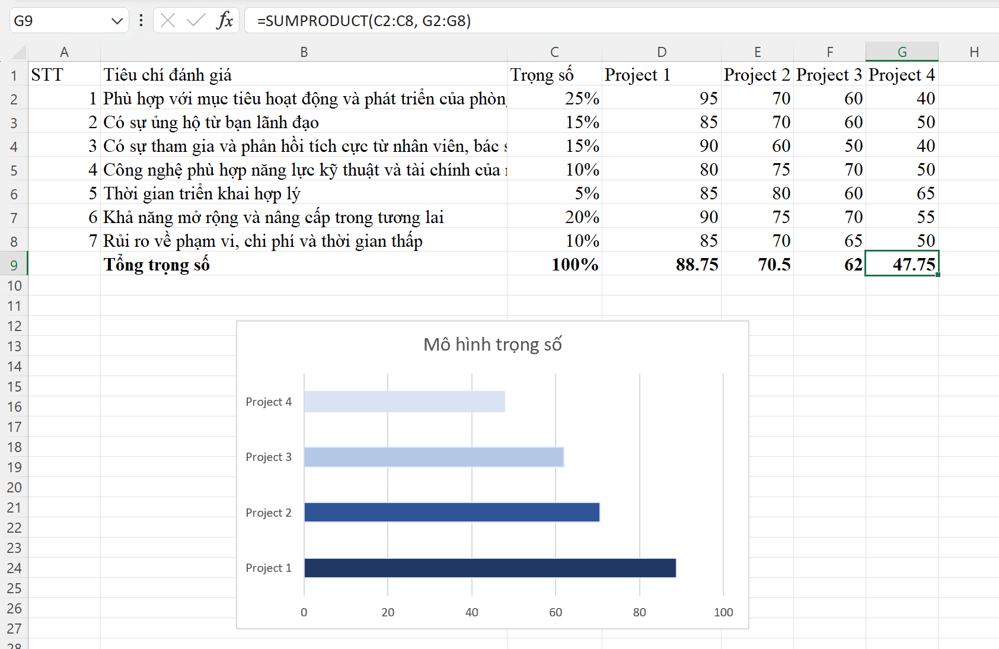 G9 fx =SUMPRODUCT(C2:C8, G2:G8)
A B C D E F G H
1 STT Tiêu chí đánh giá Trọng số Project 1 Project 2 Project 3 Project 4
2 1 Phù hợp với mục tiêu hoạt động và phát triển của 25% 95 70 60 40
3 2 Có sự ủng hộ từ bạn lãnh đạo 15% 85 70 60 50
4 3 Có sự tham gia và phản hồi tích cực từ nhân viên, bác 15% 90 60 50 40
5 4 Công nghệ phù hợp năng lực kỹ thuật và tài chính của 10% 80 75 70 50
6 5 Thời gian triển khai hợp lý 5% 85 80 60 65
7 6 Khả năng mở rộng và nâng cấp trong tương lai 20% 90 75 70 55
8 7 Rủi ro về phạm vi, chi phí và thời gian thấp 10% 85 70 65 50
9 Tổng trọng số 100% 88.75 70.5 62 47.75
10
11
12
13
14
15
16
17
18
19
20
21
22
23
24
25
26
27
28
Mô hình trọng số
Project 4
Project 3
Project 2
Project 1
0 20 40 60 80 100